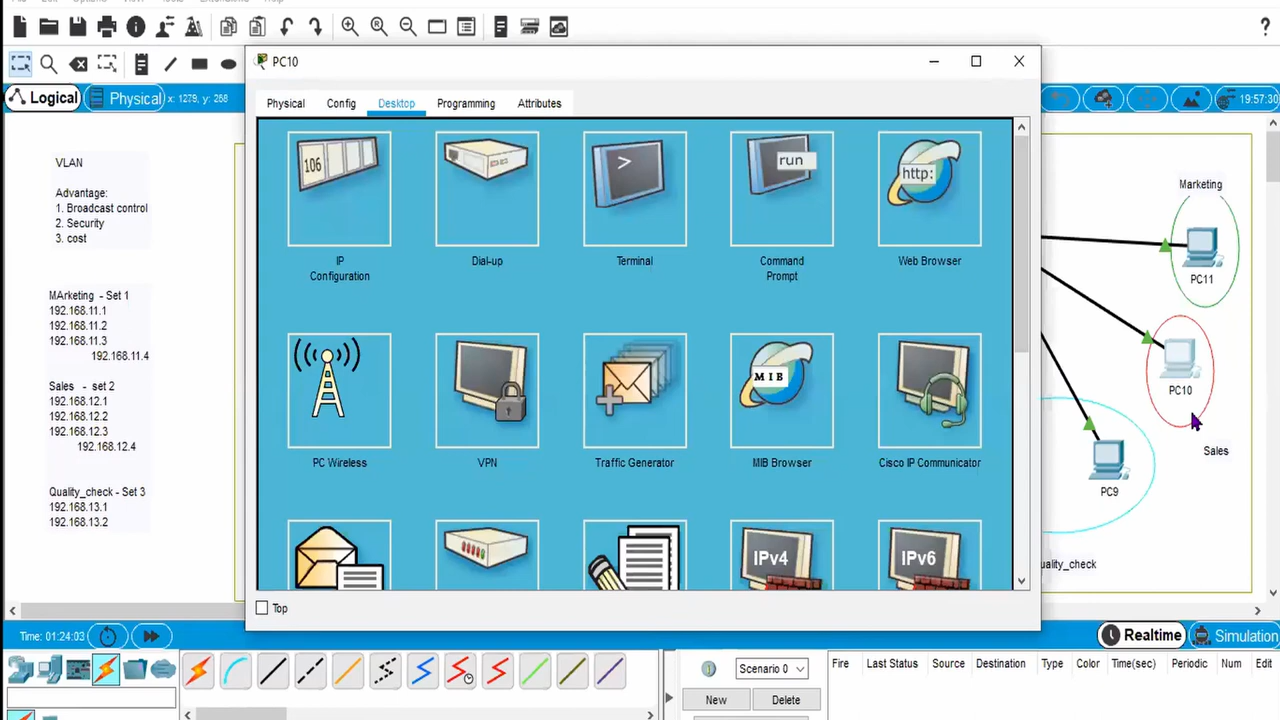 PC10
Logical
Physical
x: 1279, y: 268
19:57:30
Physical
Config
Desktop
Programming
Attributes
106
>
run
http:
IP
Configuration
Dial-up
Terminal
Command
Prompt
Web Browser
MIB
PC Wireless
VPN
Traffic Generator
MIB Browser
Cisco IP Communicator
IPv4
IPv6
Top
VLAN
Advantage:
1. Broadcast control
2. Security
3. cost
MArketing - Set 1
192.168.11.1
192.168.11.2
192.168.11.3
192.168.11.4
Sales - set 2
192.168.12.1
192.168.12.2
192.168.12.3
192.168.12.4
Quality_check - Set 3
192.168.13.1
192.168.13.2
Marketing
PC11
PC10
Sales
PC9
uality_check
Time: 01:24:03
Realtime
Simulation
Scenario 0
New
Delete
Fire Last Status Source Destination Type Color Time(sec) Periodic Num Edit